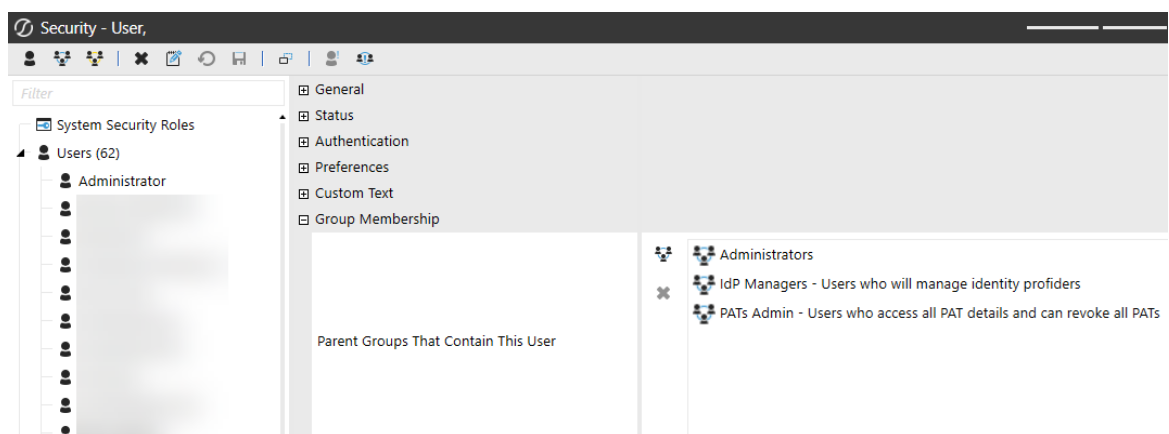 Security - User,
Filter
System Security Roles
Users (62)
Administrator
General
Status
Authentication
Preferences
Custom Text
Group Membership
Parent Groups That Contain This User
Administrators
IdP Managers - Users who will manage identity profiders
PATs Admin - Users who access all PAT details and can revoke all PATs